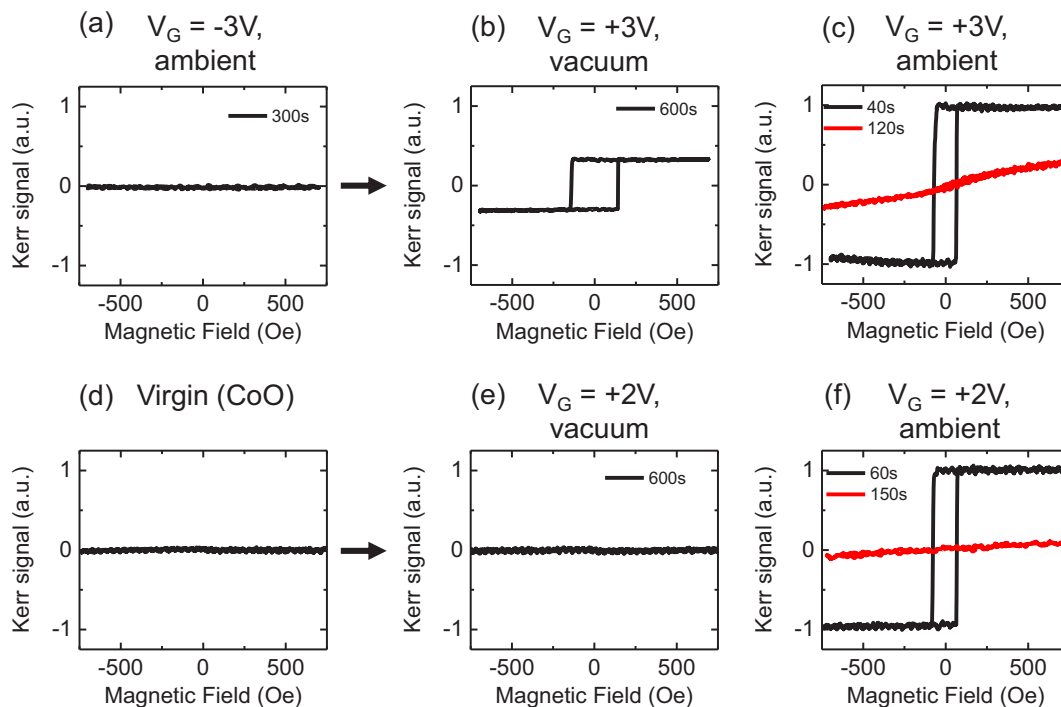 (a) V_G = -3V,
ambient
300s
1
0
-1
Kerr signal (a.u.)
-500 0 500
Magnetic Field (Oe)
(b) V_G = +3V,
vacuum
600s
1
0
-1
Kerr signal (a.u.)
-500 0 500
Magnetic Field (Oe)
(c) V_G = +3V,
ambient
40s
120s
1
0
-1
Kerr signal (a.u.)
-500 0 500
Magnetic Field (Oe)
(d) Virgin (CoO)
1
0
-1
Kerr signal (a.u.)
-500 0 500
Magnetic Field (Oe)
(e) V_G = +2V,
vacuum
600s
1
0
-1
Kerr signal (a.u.)
-500 0 500
Magnetic Field (Oe)
(f) V_G = +2V,
ambient
60s
150s
1
0
-1
Kerr signal (a.u.)
-500 0 500
Magnetic Field (Oe)